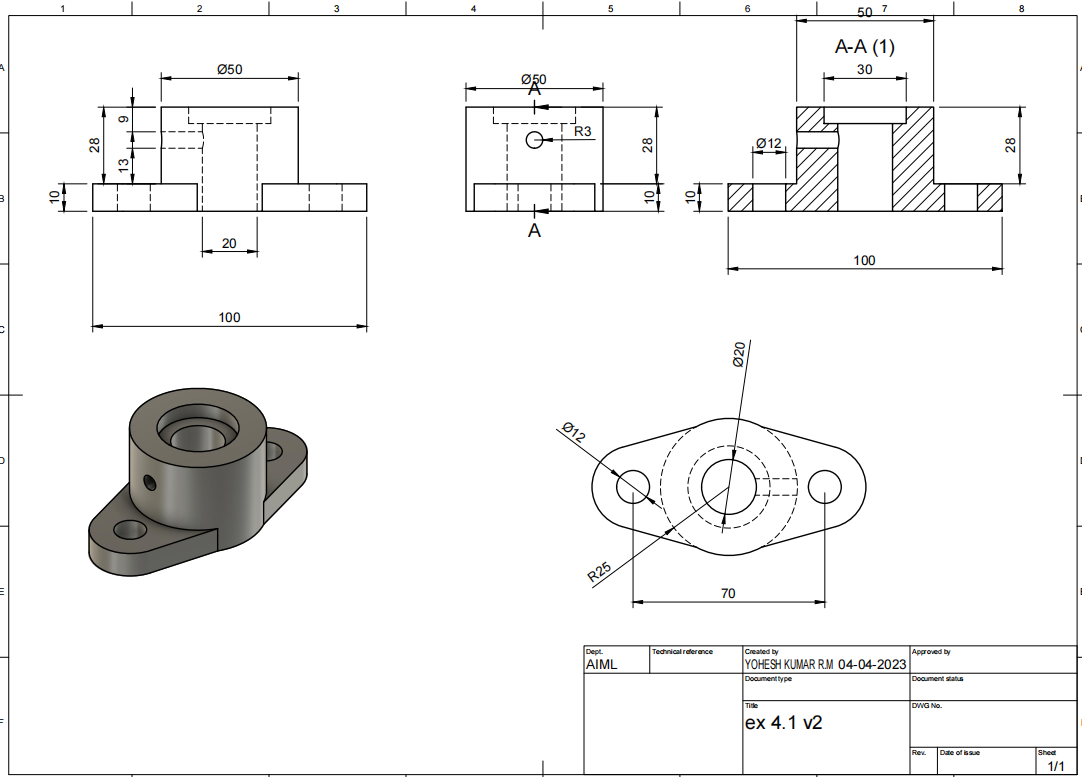 1 2 3 4 5 6 7 8
A
B
C
D
E
F
Ø50
9
28
13
10
20
100
Ø50
A
R3
28
10
A
50
A-A (1)
30
Ø12
28
10
100
Ø20
Ø12
R25
70
Dept.
AIML
Technical reference
Created by
YOHESH KUMAR R.M 04-04-2023
Approved by
Document type
Document status
Title
ex 4.1 v2
DWG No.
Rev.
Date of issue
Sheet
1/1